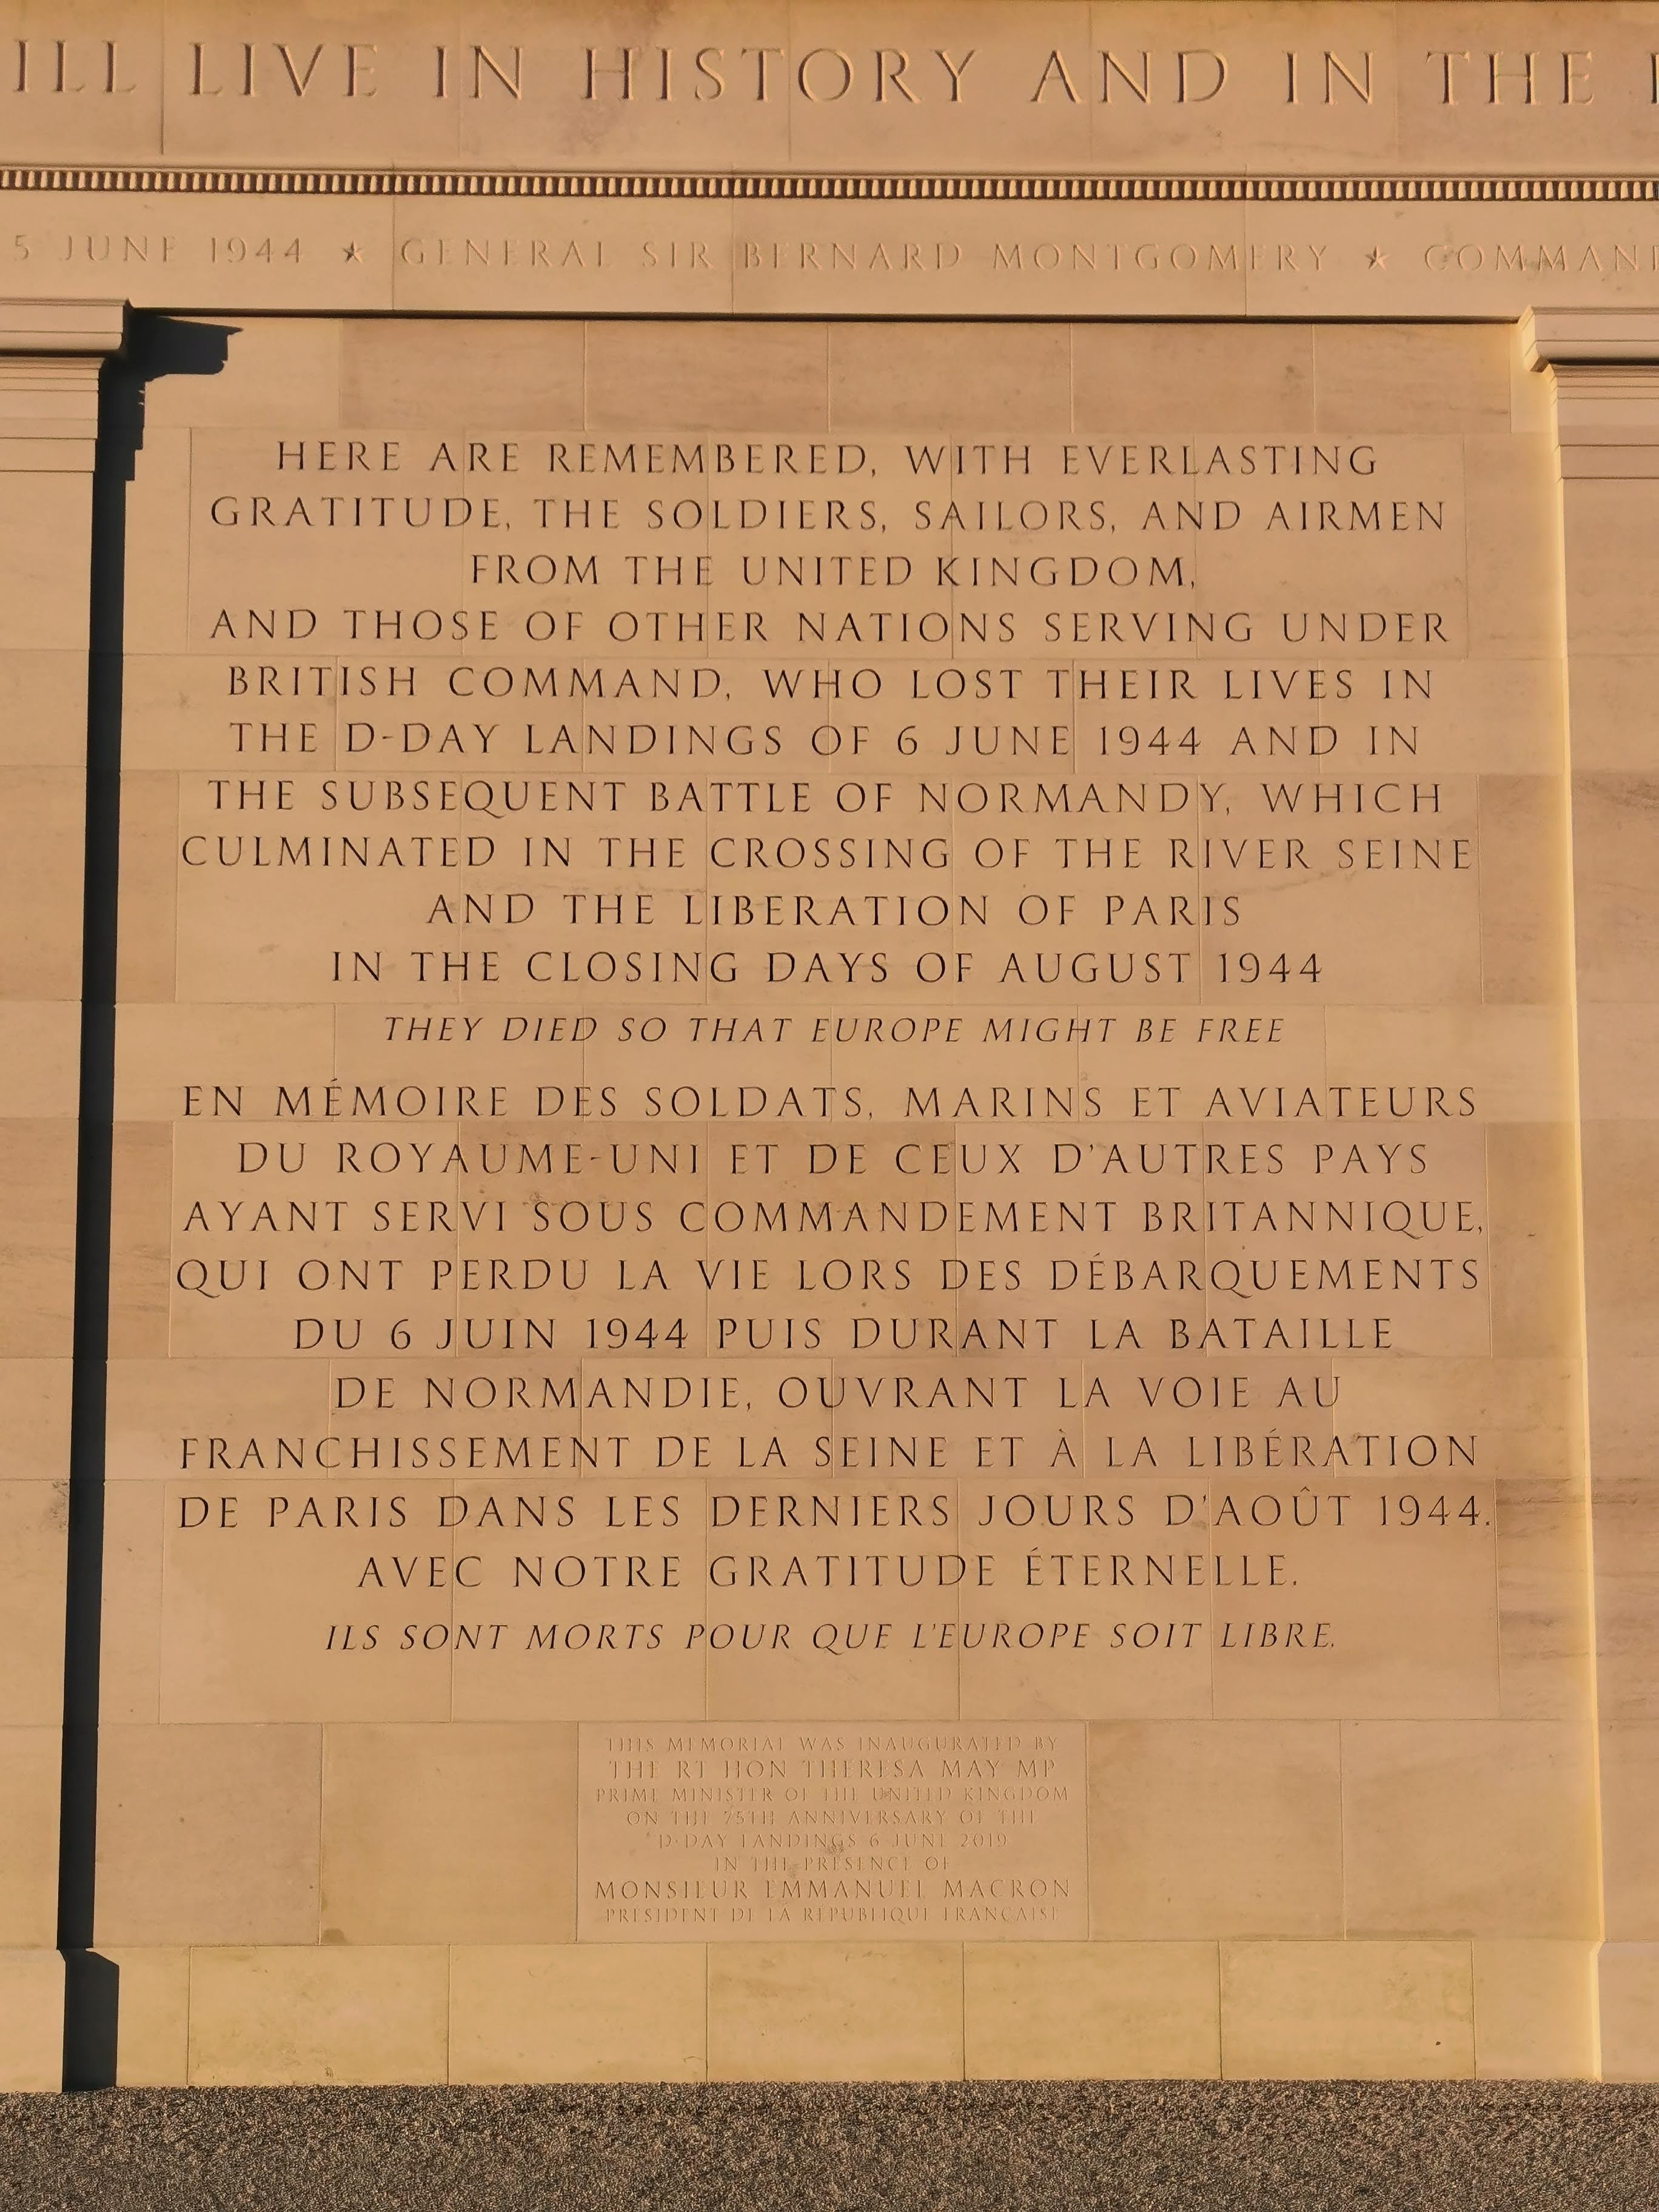 ILL LIVE IN HISTORY AND IN THE
5 JUNE 1944 ★ GENERAL SIR BERNARD MONTGOMERY ★ COMMAND
HERE ARE REMEMBERED, WITH EVERLASTING
GRATITUDE, THE SOLDIERS, SAILORS, AND AIRMEN
FROM THE UNITED KINGDOM,
AND THOSE OF OTHER NATIONS SERVING UNDER
BRITISH COMMAND, WHO LOST THEIR LIVES IN
THE D-DAY LANDINGS OF 6 JUNE 1944 AND IN
THE SUBSEQUENT BATTLE OF NORMANDY, WHICH
CULMINATED IN THE CROSSING OF THE RIVER SEINE
AND THE LIBERATION OF PARIS
IN THE CLOSING DAYS OF AUGUST 1944
THEY DIED SO THAT EUROPE MIGHT BE FREE
EN MÉMOIRE DES SOLDATS, MARINS ET AVIATEURS
DU ROYAUME-UNI ET DE CEUX D'AUTRES PAYS
AYANT SERVI SOUS COMMANDEMENT BRITANNIQUE,
QUI ONT PERDU LA VIE LORS DES DÉBARQUEMENTS
DU 6 JUIN 1944 PUIS DURANT LA BATAILLE
DE NORMANDIE, OUVRANT LA VOIE AU
FRANCHISSEMENT DE LA SEINE ET À LA LIBÉRATION
DE PARIS DANS LES DERNIERS JOURS D'AOÛT 1944.
AVEC NOTRE GRATITUDE ÉTERNELLE.
ILS SONT MORTS POUR QUE L'EUROPE SOIT LIBRE.
THIS MEMORIAL WAS INAUGURATED BY
THE RT HON THERESA MAY MP
PRIME MINISTER OF THE UNITED KINGDOM
ON THE 75TH ANNIVERSARY OF THE
D-DAY LANDINGS 6 JUNE 2019
IN THE PRESENCE OF
MONSIEUR EMMANUEL MACRON
PRÉSIDENT DE LA RÉPUBLIQUE FRANÇAISE